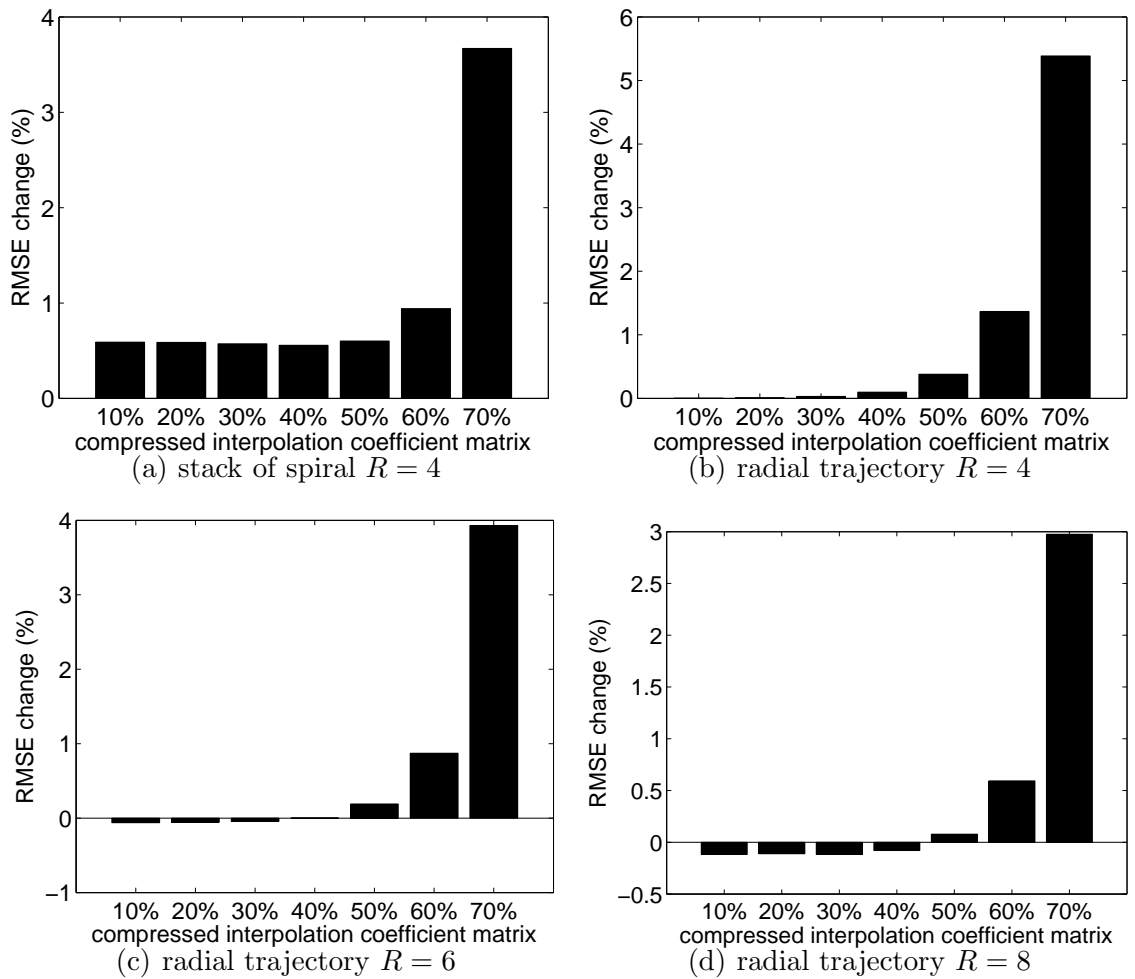 4
3
2
1
0
RMSE change (%)
10% 20% 30% 40% 50% 60% 70%
compressed interpolation coefficient matrix
(a) stack of spiral R = 4
6
5
4
3
2
1
0
RMSE change (%)
10% 20% 30% 40% 50% 60% 70%
compressed interpolation coefficient matrix
(b) radial trajectory R = 4
4
3
2
1
0
−1
RMSE change (%)
10% 20% 30% 40% 50% 60% 70%
compressed interpolation coefficient matrix
(c) radial trajectory R = 6
3
2.5
2
1.5
1
0.5
0
−0.5
RMSE change (%)
10% 20% 30% 40% 50% 60% 70%
compressed interpolation coefficient matrix
(d) radial trajectory R = 8